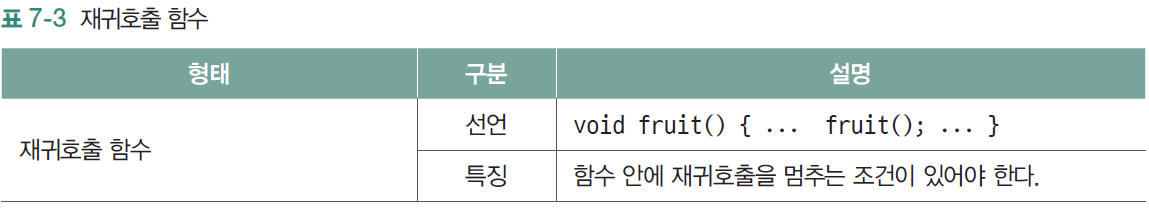 표 7-3 재귀호출 함수
형태 구분 설명
재귀호출 함수 선언 void fruit() { ... fruit(); ... }
특징 함수 안에 재귀호출을 멈추는 조건이 있어야 한다.